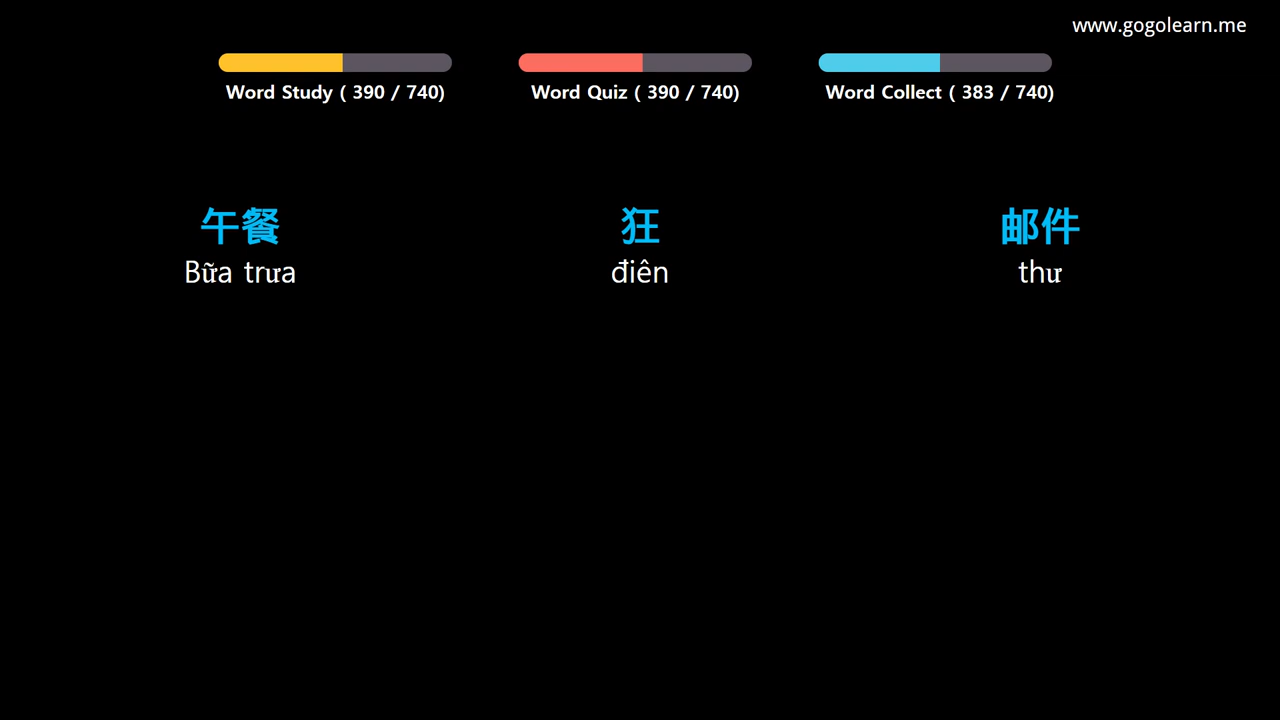 www.gogolearn.me
Word Study ( 390 / 740)
Word Quiz ( 390 / 740)
Word Collect ( 383 / 740)
午餐
Bữa trưa
狂
điên
邮件
thư